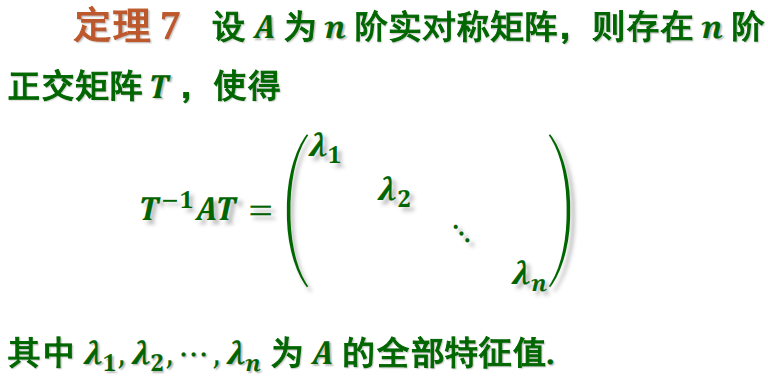 定理7 设 A 为 n 阶实对称矩阵，则存在 n 阶
正交矩阵 T ，使得
T⁻¹AT = ( λ₁ λ₂ ⋱ λₙ )
其中 λ₁, λ₂, ⋯ , λₙ 为 A 的全部特征值.